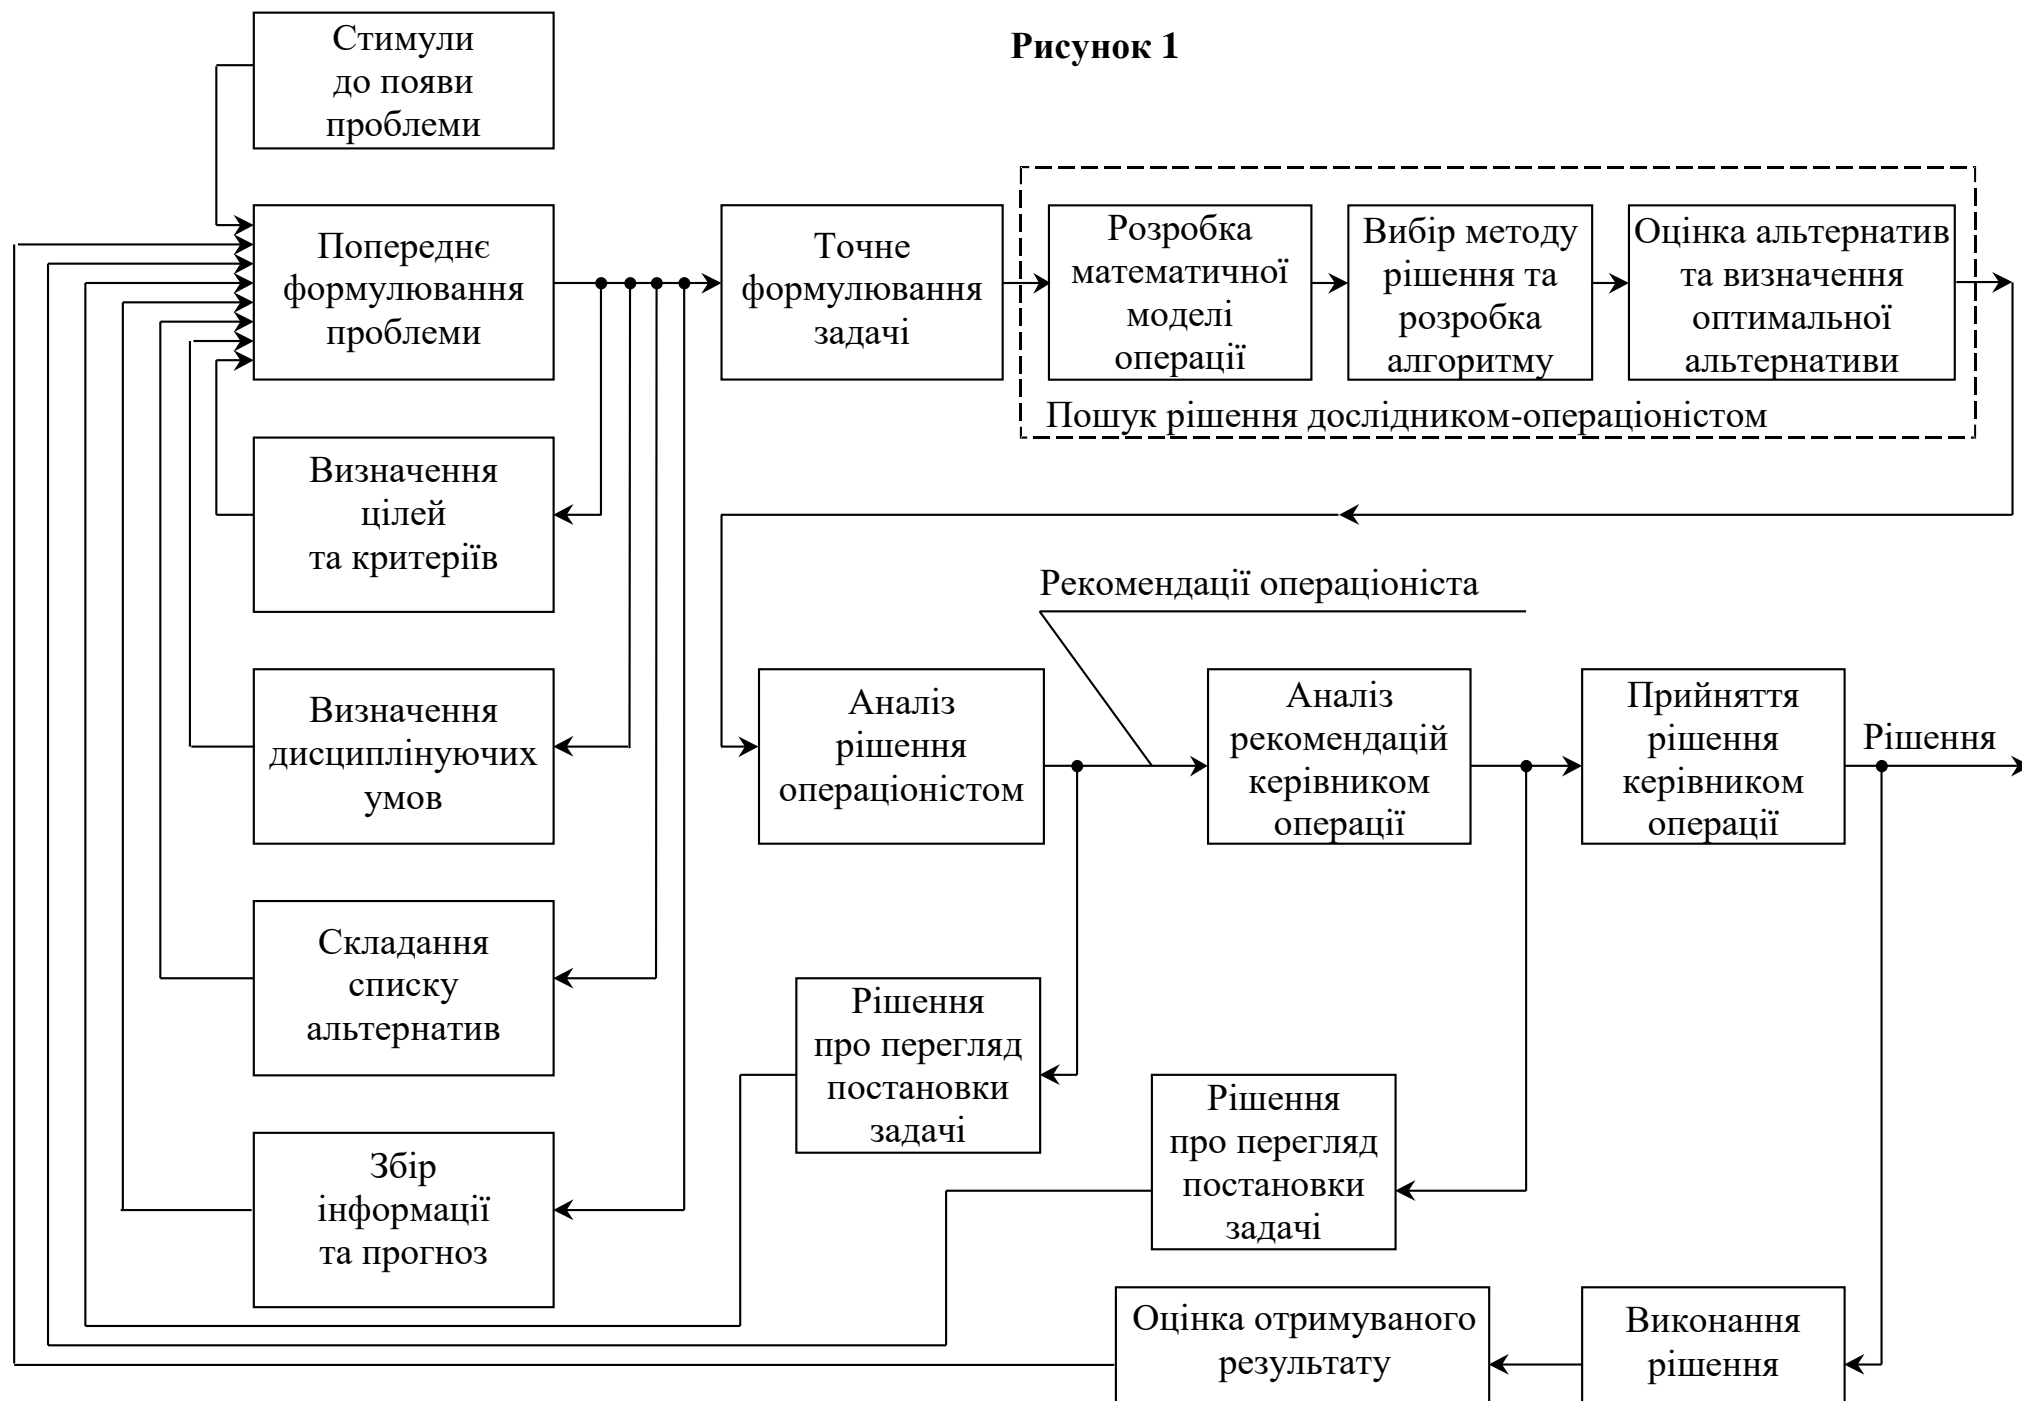 Рисунок 1
Стимули
до появи
проблеми
Попереднє
формулювання
проблеми
Точне
формулювання
задачі
Розробка
математичної
моделі
операції
Вибір методу
рішення та
розробка
алгоритму
Оцінка альтернатив
та визначення
оптимальної
альтернативи
Пошук рішення дослідником-операціоністом
Визначення
цілей
та критеріїв
Рекомендації операціоніста
Визначення
дисциплінуючих
умов
Аналіз
рішення
операціоністом
Аналіз
рекомендацій
керівником
операції
Прийняття
рішення
керівником
операції
Рішення
Складання
списку
альтернатив
Рішення
про перегляд
постановки
задачі
Рішення
про перегляд
постановки
задачі
Збір
інформації
та прогноз
Оцінка отримуваного
результату
Виконання
рішення